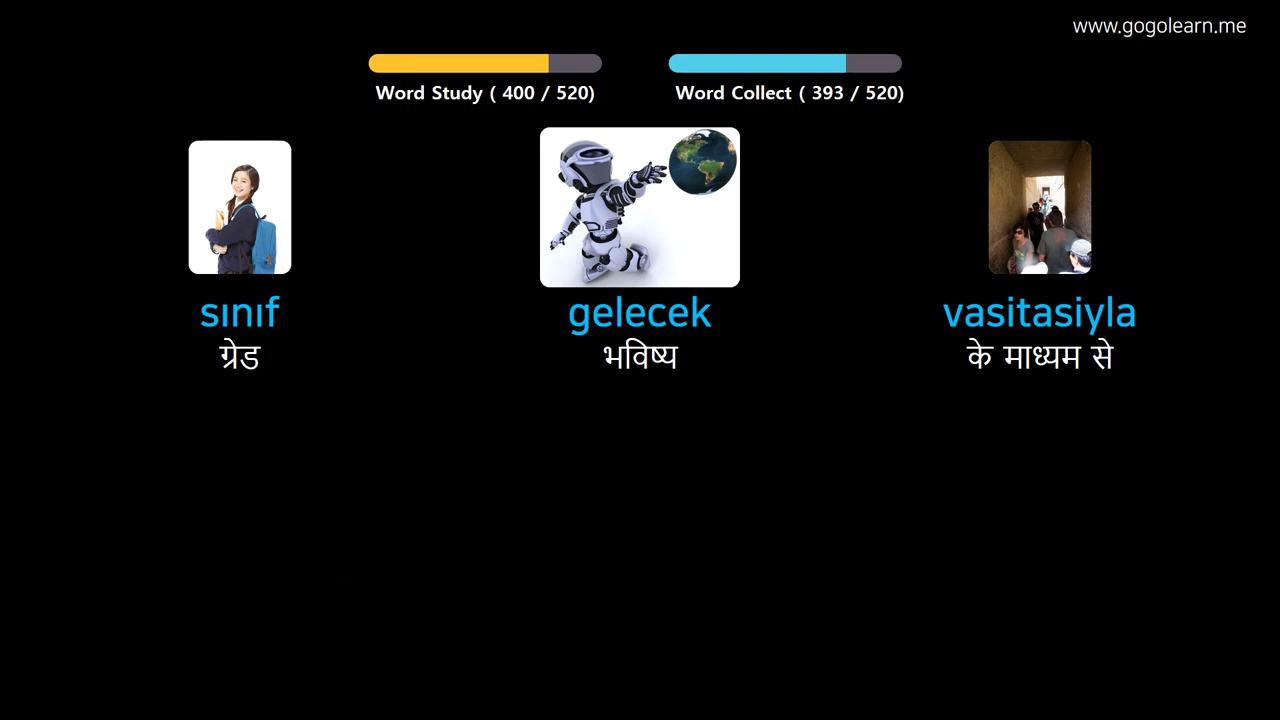 www.gogolearn.me
Word Study ( 400 / 520)
Word Collect ( 393 / 520)
sınıf
ग्रेड
gelecek
भविष्य
vasitasiyla
के माध्यम से